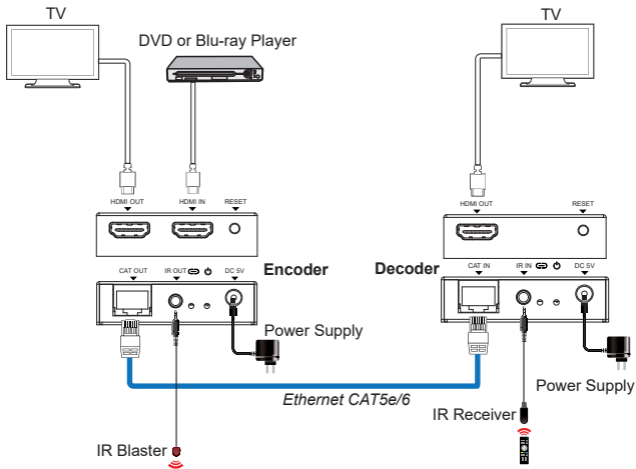 TV
DVD or Blu-ray Player
TV
HDMI OUT HDMI IN RESET
HDMI OUT RESET
Encoder
Decoder
CAT OUT IR OUT DC 5V
CAT IN IR IN DC 5V
Power Supply
Power Supply
Ethernet CAT5e/6
IR Receiver
IR Blaster